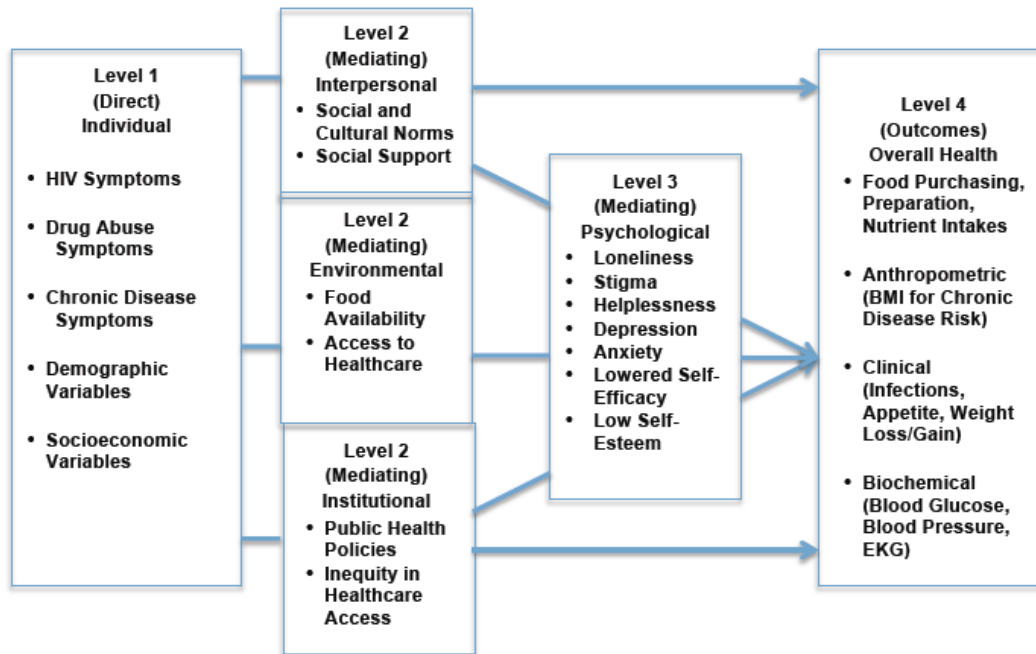 Level 1
(Direct)
Individual
• HIV Symptoms
• Drug Abuse
Symptoms
• Chronic Disease
Symptoms
• Demographic
Variables
• Socioeconomic
Variables
Level 2
(Mediating)
Interpersonal
• Social and
Cultural Norms
• Social Support
Level 2
(Mediating)
Environmental
• Food
Availability
• Access to
Healthcare
Level 2
(Mediating)
Institutional
• Public Health
Policies
• Inequity in
Healthcare
Access
Level 3
(Mediating)
Psychological
• Loneliness
• Stigma
• Helplessness
• Depression
• Anxiety
• Lowered Self-
Efficacy
• Low Self-
Esteem
Level 4
(Outcomes)
Overall Health
• Food Purchasing,
Preparation,
Nutrient Intakes
• Anthropometric
(BMI for Chronic
Disease Risk)
• Clinical
(Infections,
Appetite, Weight
Loss/Gain)
• Biochemical
(Blood Glucose,
Blood Pressure,
EKG)